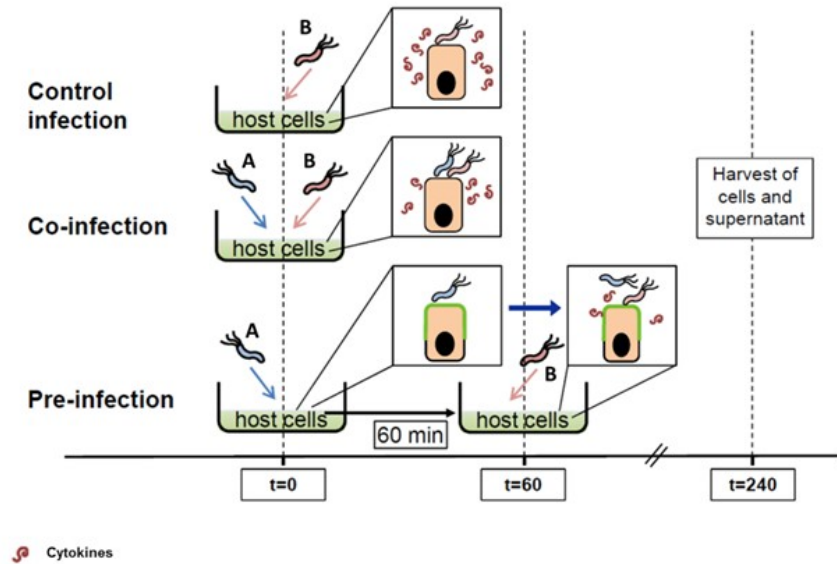 B
Control
infection
host cells
A
B
Co-infection
host cells
Harvest of
cells and
supernatant
A
B
Pre-infection
host cells
host cells
60 min
t=0
t=60
t=240
Cytokines